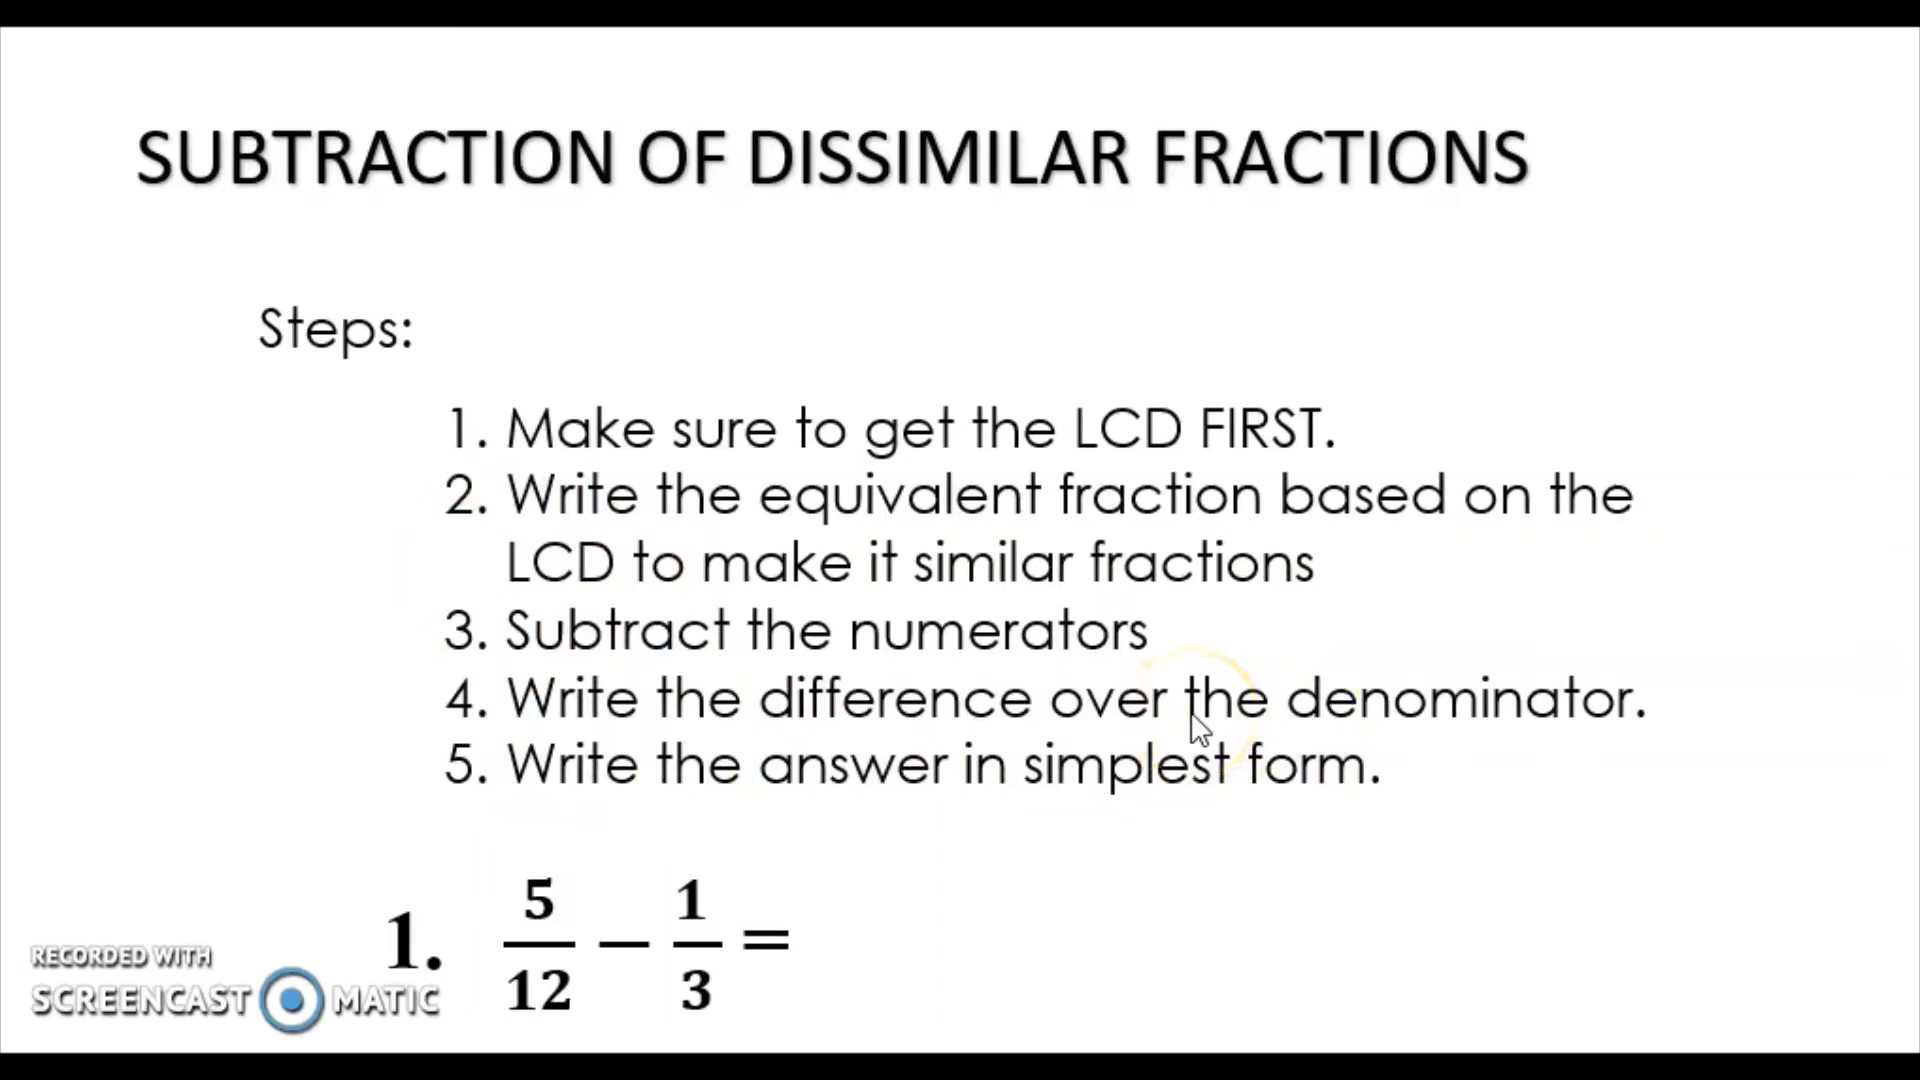 SUBTRACTION OF DISSIMILAR FRACTIONS
Steps:
1. Make sure to get the LCD FIRST.
2. Write the equivalent fraction based on the
LCD to make it similar fractions
3. Subtract the numerators
4. Write the difference over the denominator.
5. Write the answer in simplest form.
1. 5/12 − 1/3 =
RECORDED WITH
SCREENCAST MATIC